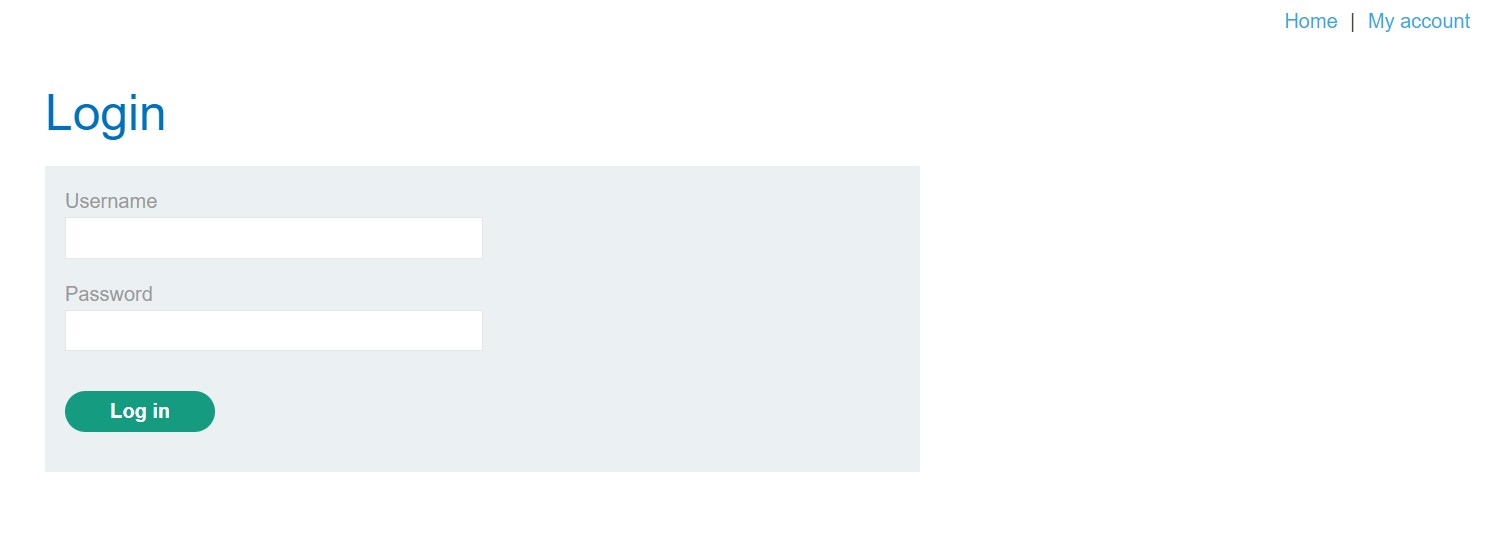 Home | My account
Login
Username
Password
Log in